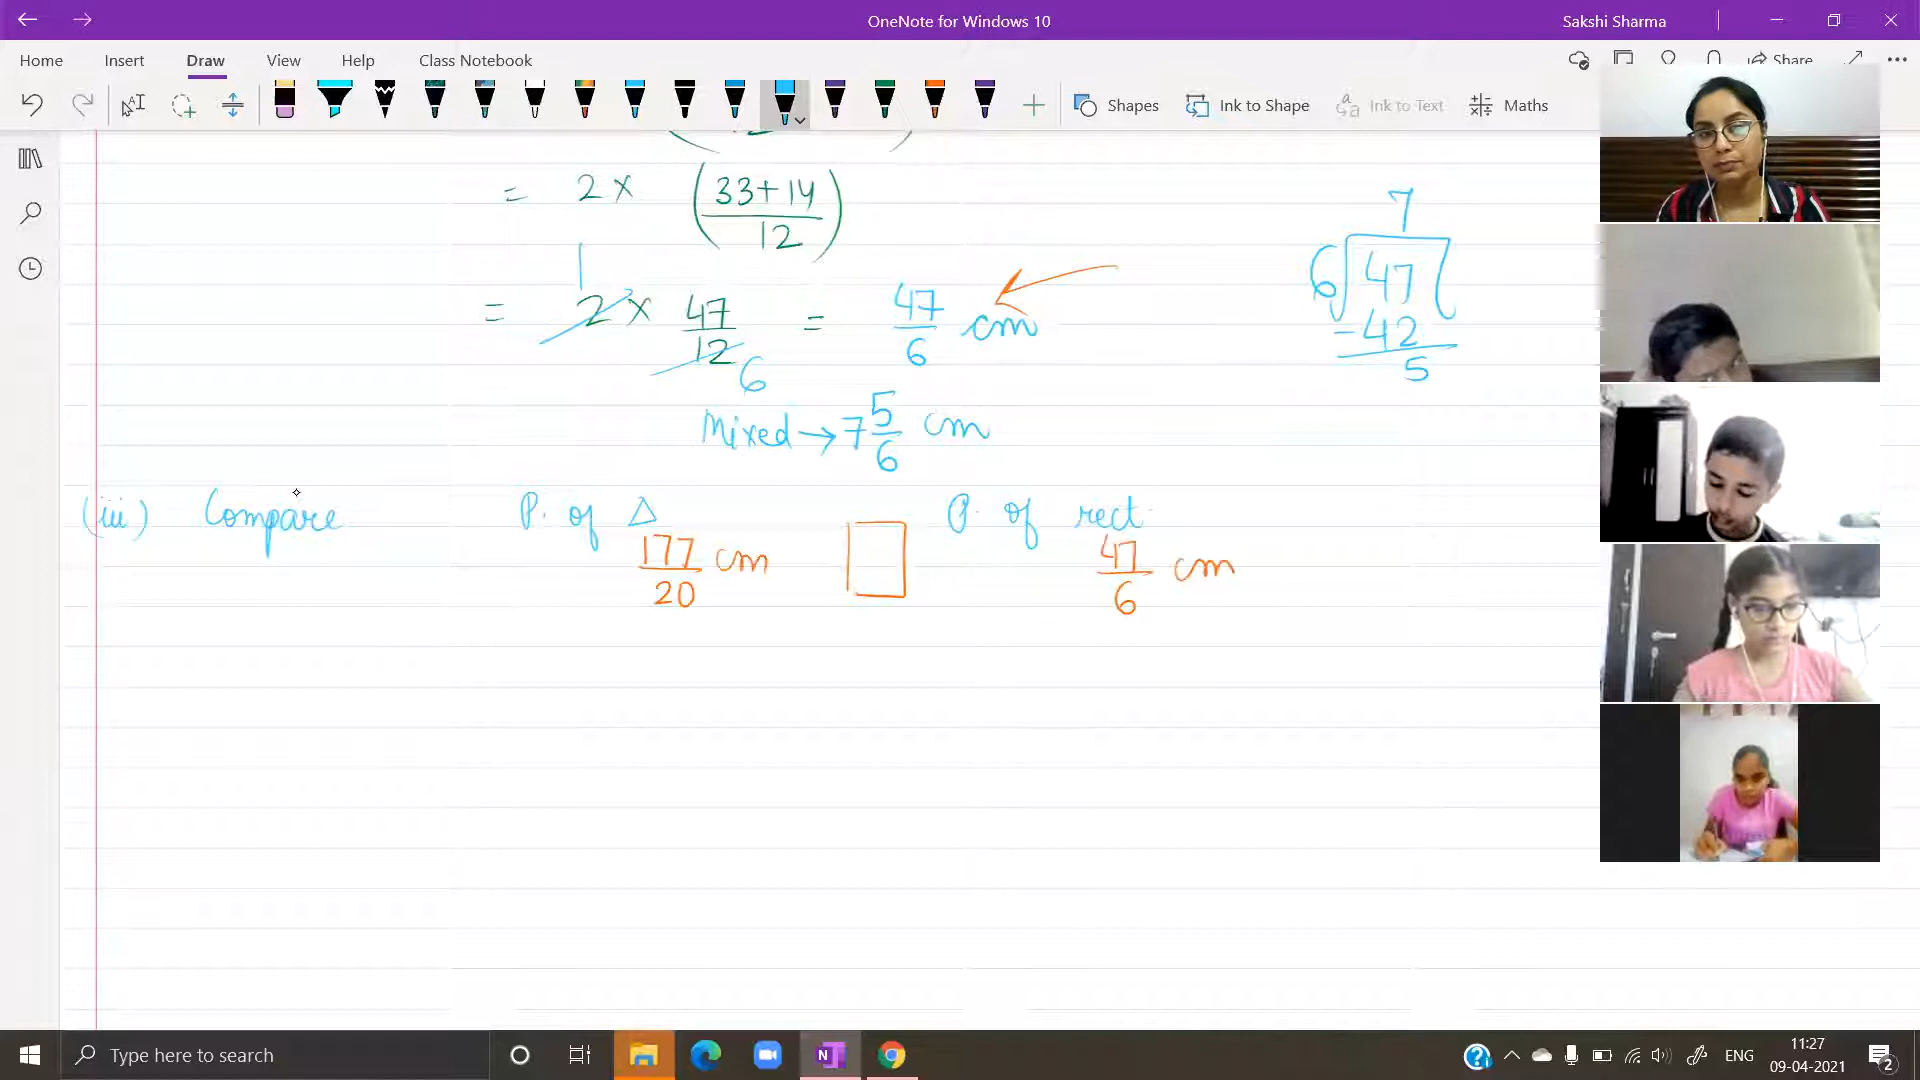 OneNote for Windows 10
Sakshi Sharma
Home Insert Draw View Help Class Notebook
Share
Shapes Ink to Shape Ink to Text Maths
= 2 × (33+14/12)
1
= 2 × 47/12 = 47/6 cm
6
Mixed → 7 5/6 cm
7
6 47
-42
5
(iii) Compare P. of △ P. of rect.
177/20 cm 47/6 cm
Type here to search
ENG
11:27
09-04-2021
2